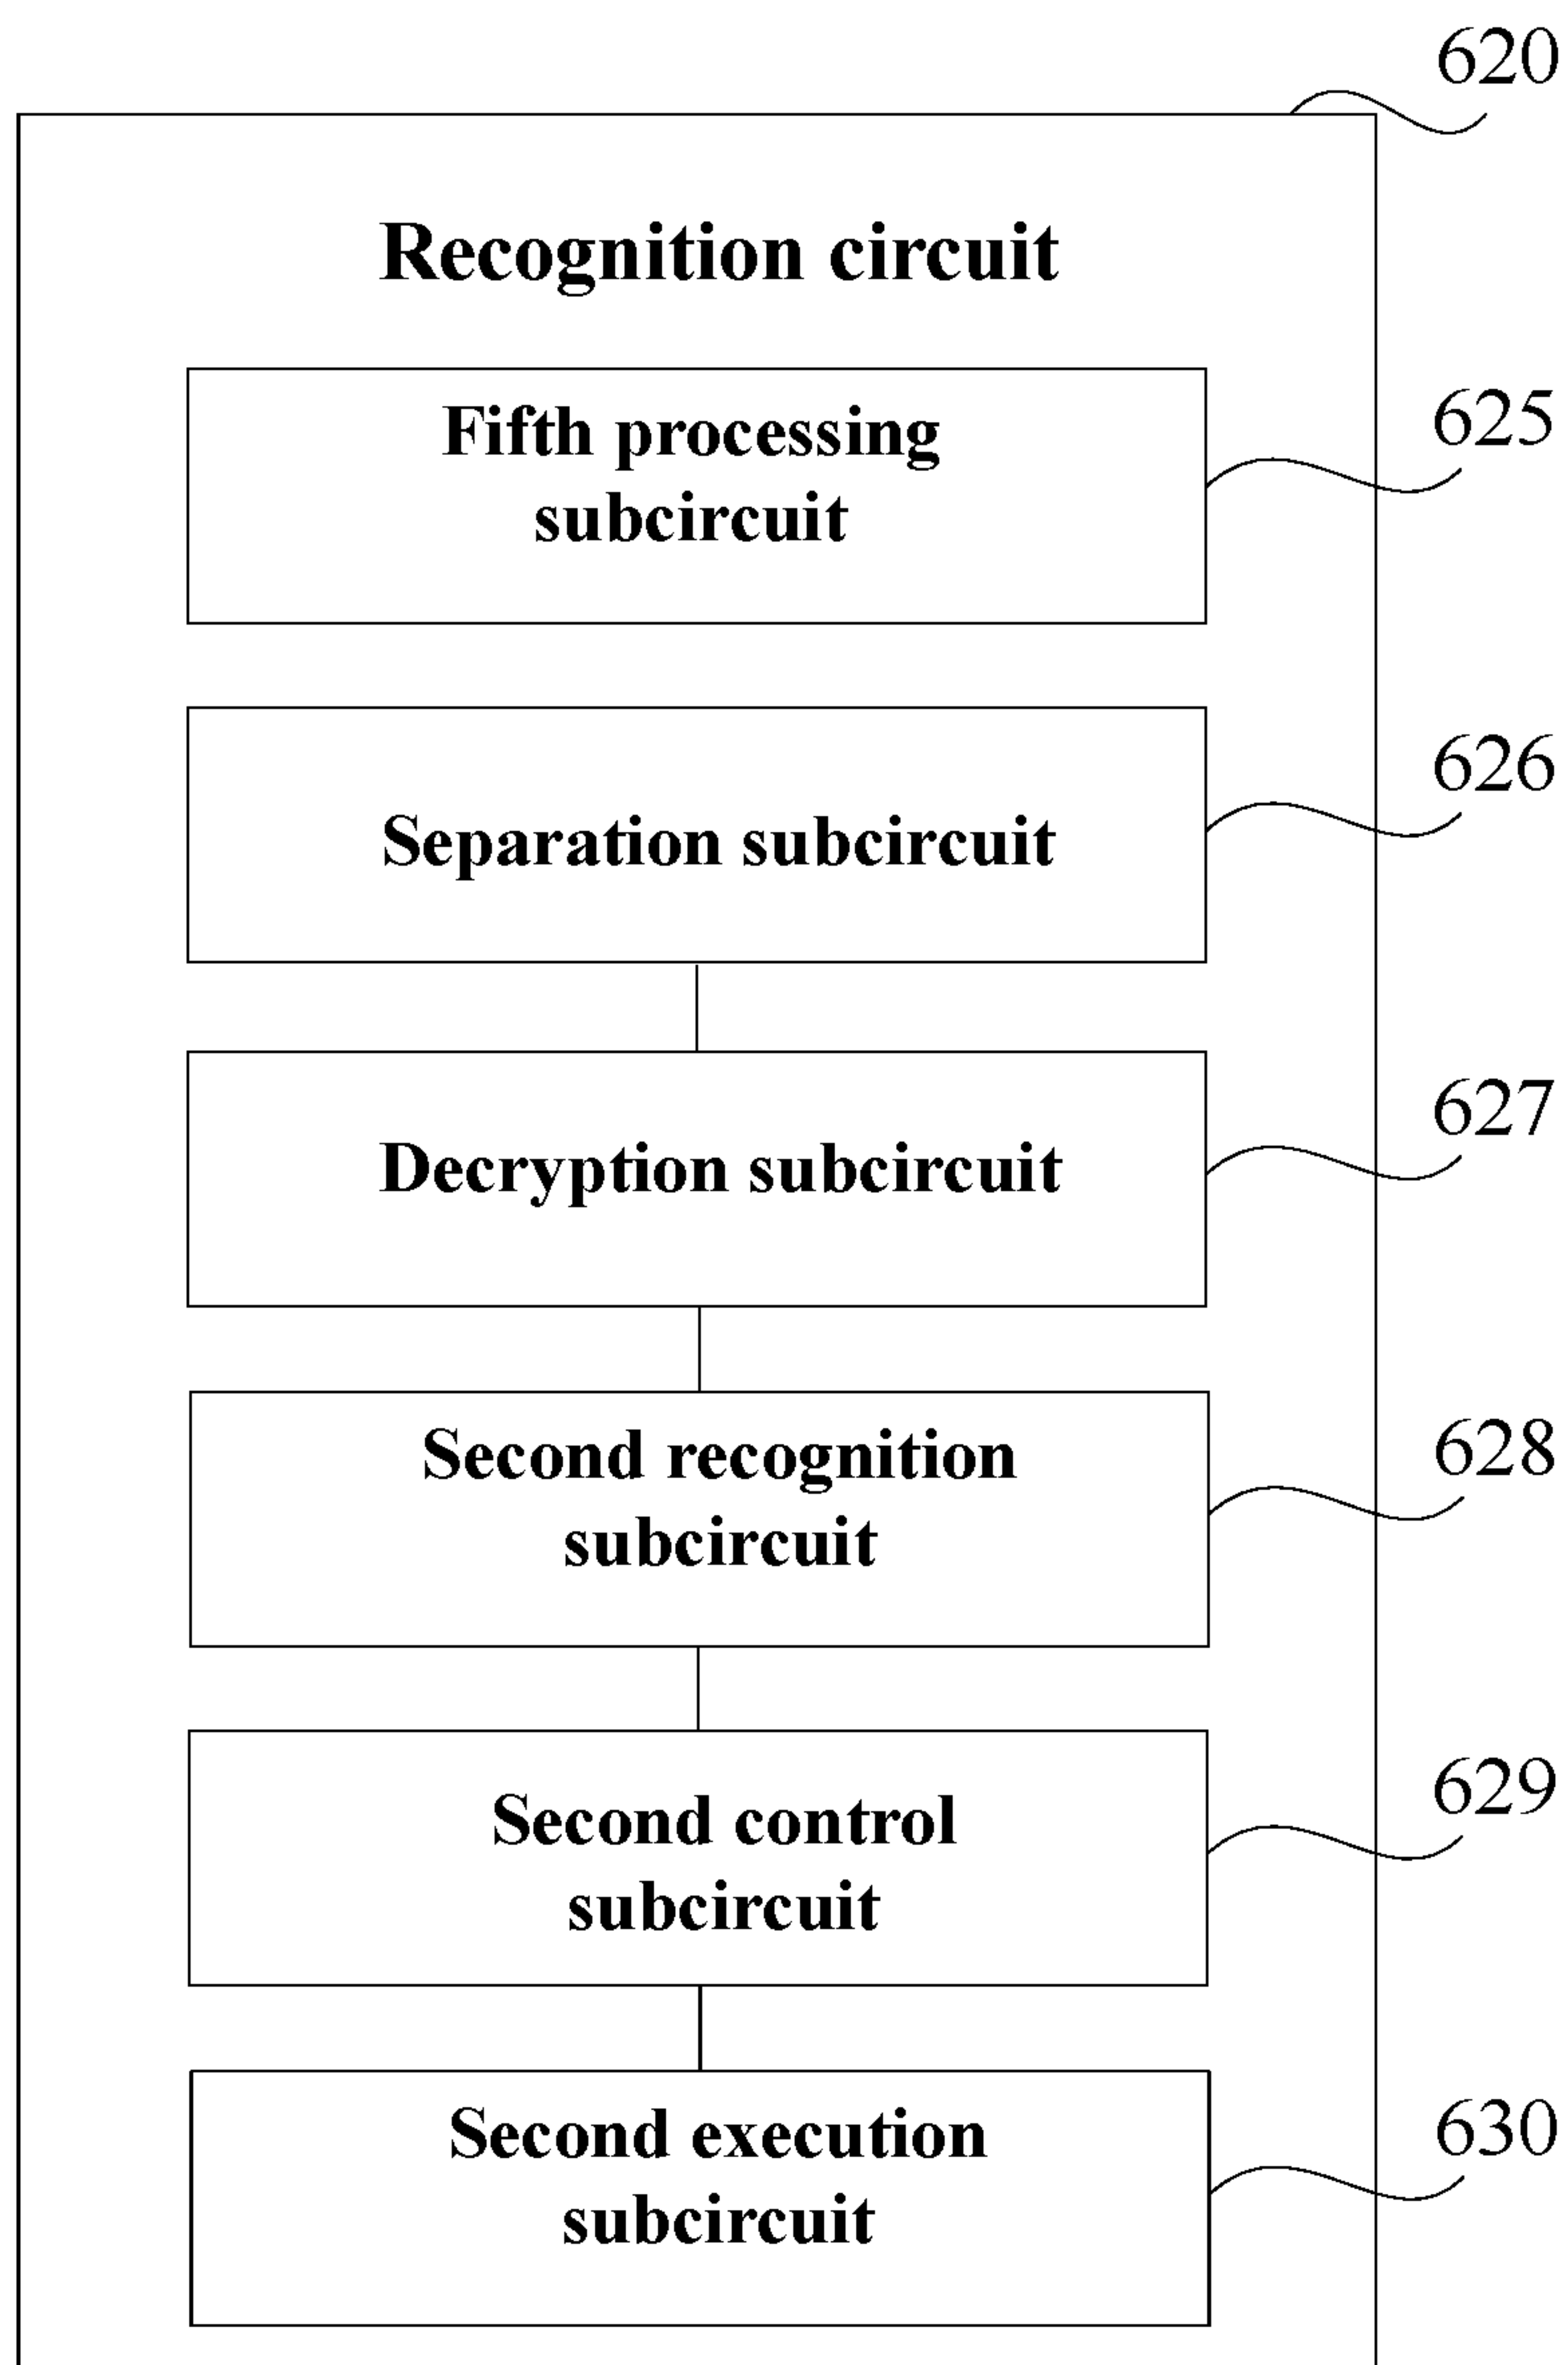 620
Recognition circuit
Fifth processing
subcircuit
625
Separation subcircuit
626
Decryption subcircuit
627
Second recognition
subcircuit
628
Second control
subcircuit
629
Second execution
subcircuit
630